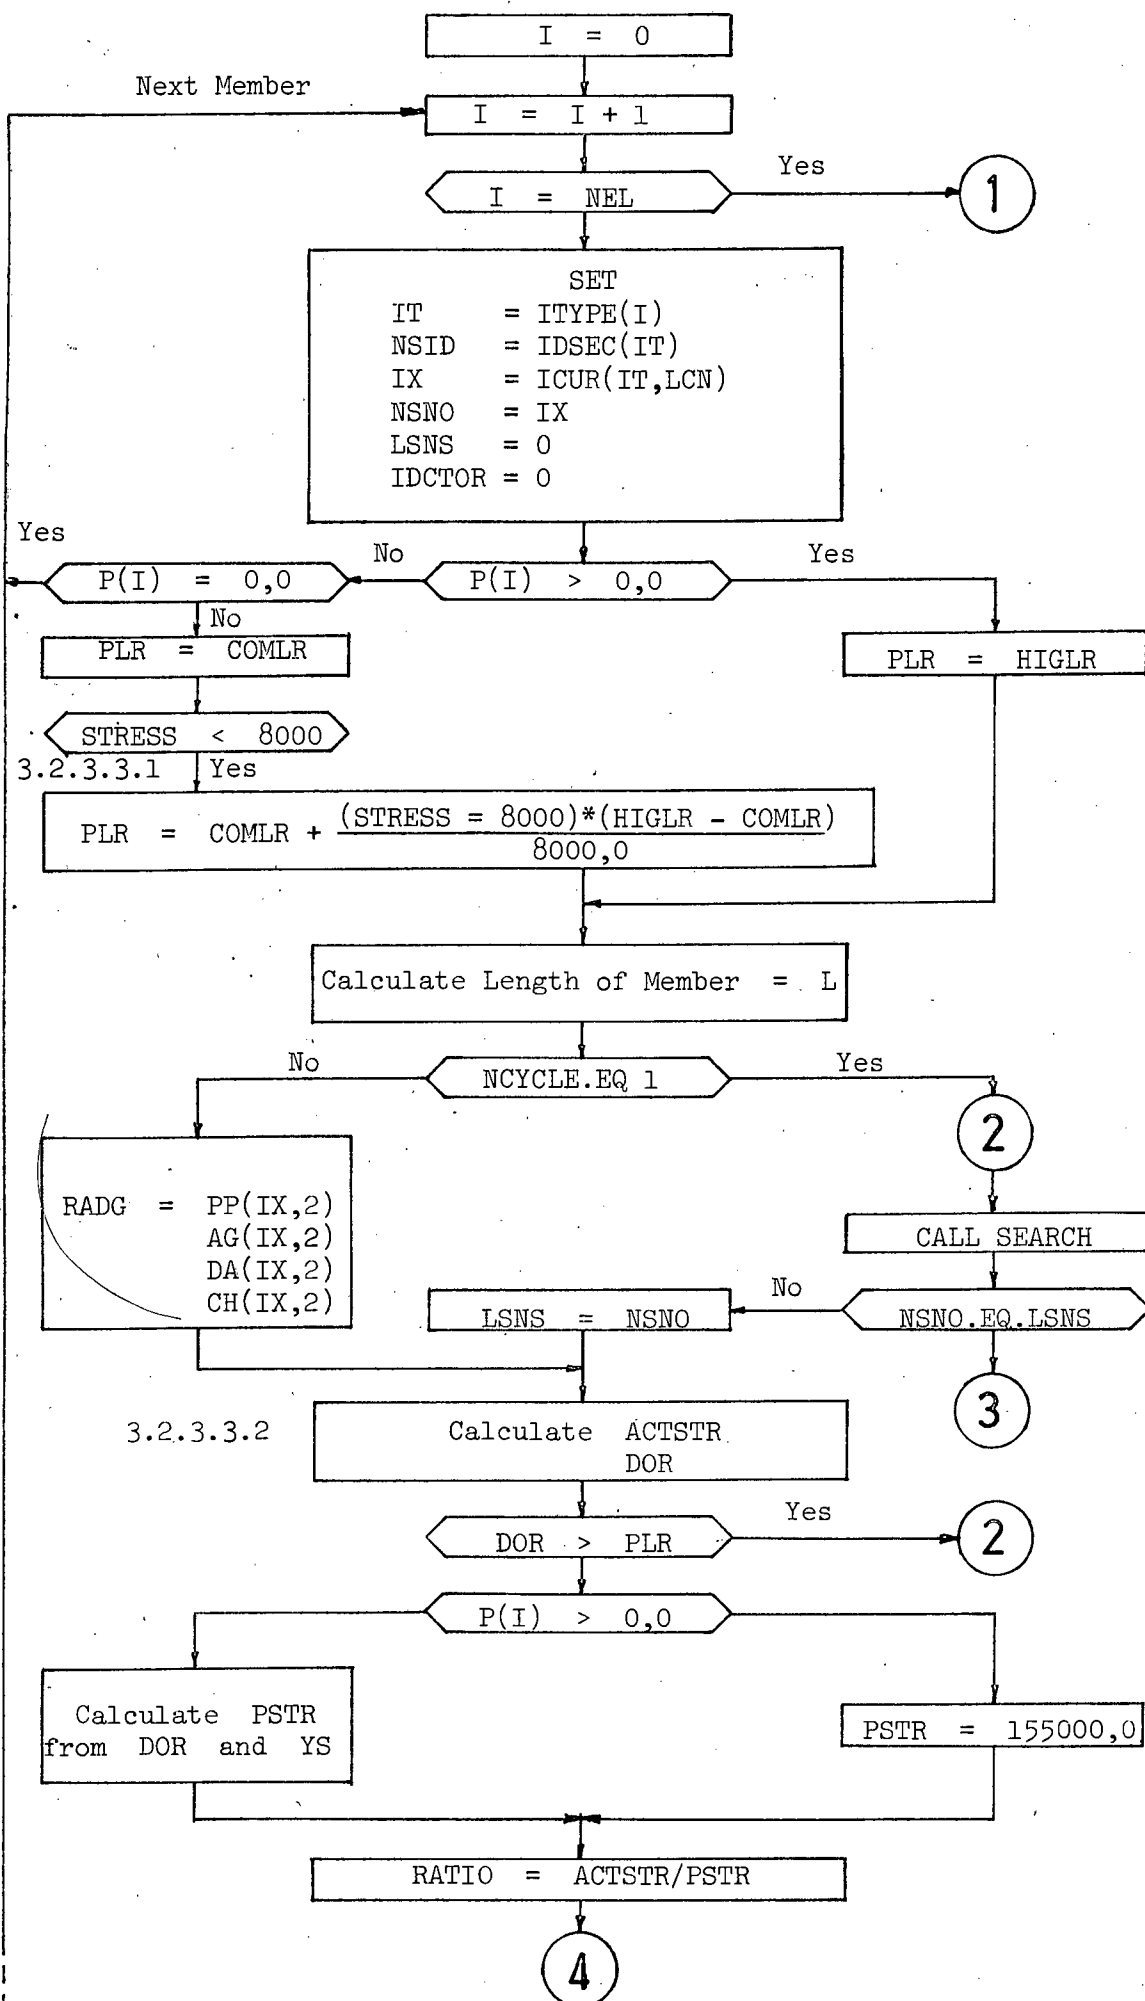 I = 0
Next Member
I = I + 1
I = NEL
Yes
1
SET
IT = ITYPE(I)
NSID = IDSEC(IT)
IX = ICUR(IT,LCN)
NSNO = IX
LSNS = 0
IDCTOR = 0
Yes
P(I) = 0,0
No
P(I) > 0,0
Yes
No
PLR = COMLR
PLR = HIGLR
STRESS < 8000
3.2.3.3.1 Yes
PLR = COMLR + (STRESS = 8000)*(HIGLR - COMLR)
8000,0
Calculate Length of Member = L
No
NCYCLE.EQ 1
Yes
2
RADG = PP(IX,2)
AG(IX,2)
DA(IX,2)
CH(IX,2)
CALL SEARCH
LSNS = NSNO
No
NSNO.EQ.LSNS
3
3.2.3.3.2
Calculate ACTSTR
DOR
DOR > PLR
Yes
2
P(I) > 0,0
Calculate PSTR
from DOR and YS
PSTR = 155000,0
RATIO = ACTSTR/PSTR
4